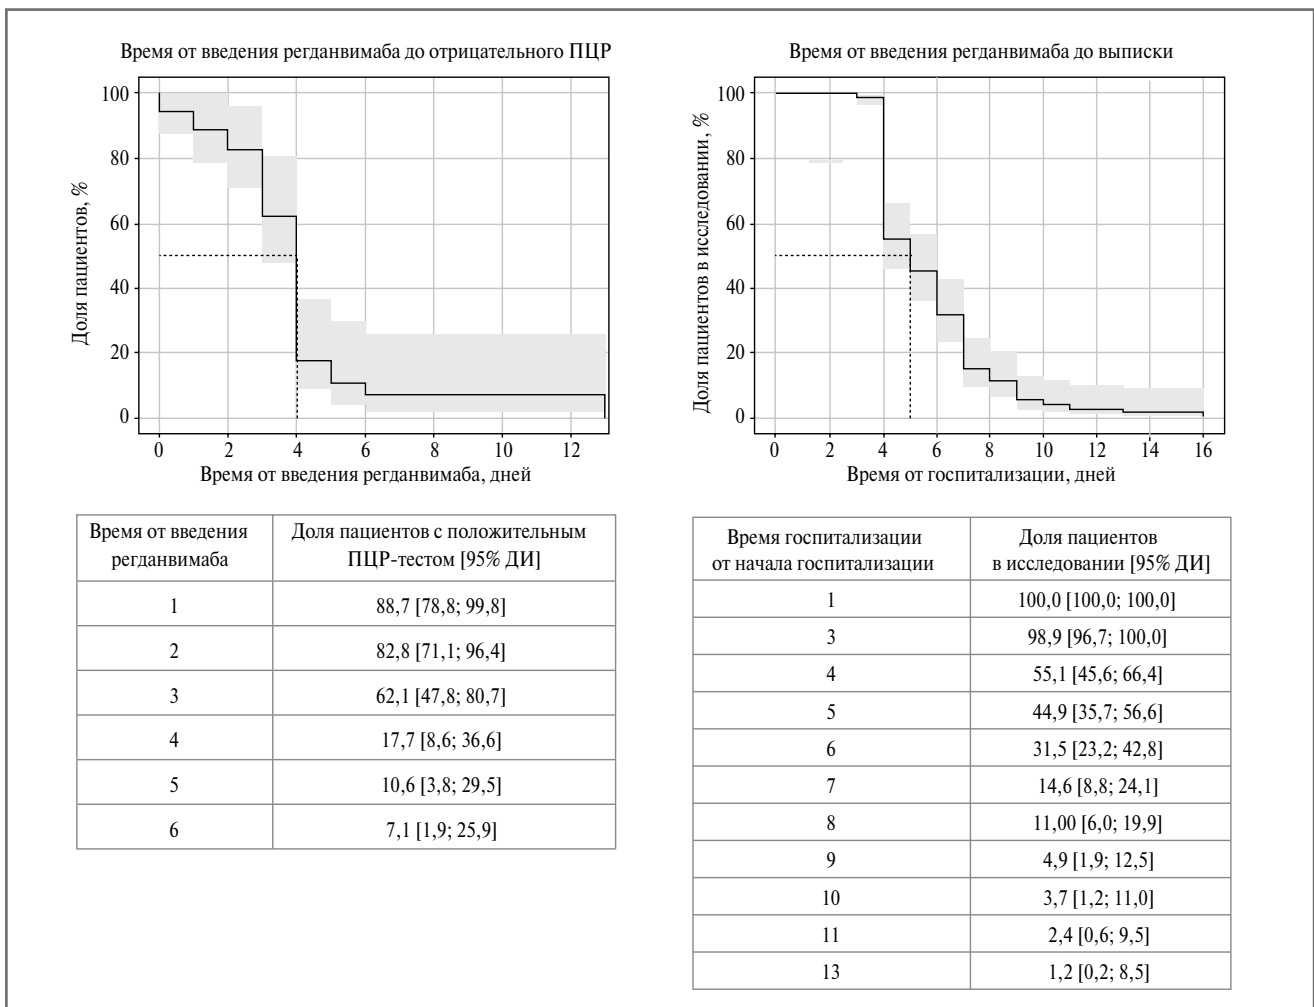 Время от введения регданвимаба до отрицательного ПЦР
100
80
60
40
20
0
Доля пациентов, %
0 2 4 6 8 10 12
Время от введения регданвимаба, дней
Время от введения регданвимаба до выписки
100
80
60
40
20
0
Доля пациентов в исследовании, %
0 2 4 6 8 10 12 14 16
Время от госпитализации, дней
Время от введения Доля пациентов с положительным
регданвимаба ПЦР-тестом [95% ДИ]
1 88,7 [78,8; 99,8]
2 82,8 [71,1; 96,4]
3 62,1 [47,8; 80,7]
4 17,7 [8,6; 36,6]
5 10,6 [3,8; 29,5]
6 7,1 [1,9; 25,9]
Время госпитализации Доля пациентов
от начала госпитализации в исследовании [95% ДИ]
1 100,0 [100,0; 100,0]
3 98,9 [96,7; 100,0]
4 55,1 [45,6; 66,4]
5 44,9 [35,7; 56,6]
6 31,5 [23,2; 42,8]
7 14,6 [8,8; 24,1]
8 11,00 [6,0; 19,9]
9 4,9 [1,9; 12,5]
10 3,7 [1,2; 11,0]
11 2,4 [0,6; 9,5]
13 1,2 [0,2; 8,5]